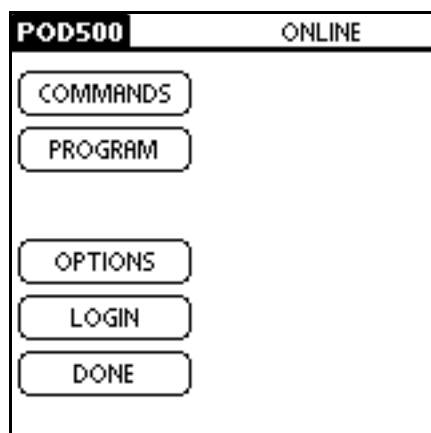 POD500 ONLINE
COMMANDS
PROGRAM
OPTIONS
LOGIN
DONE